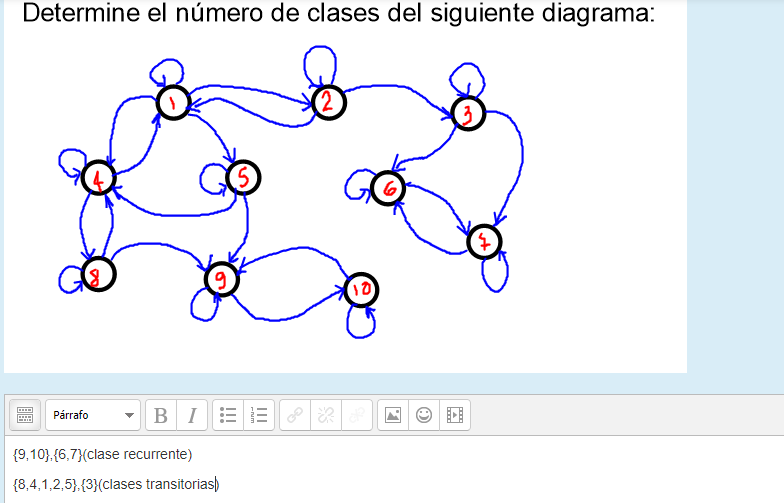 Determine el número de clases del siguiente diagrama:
1
2
3
4
5
6
7
8
9
10
Párrafo
B I
{9,10},{6,7}(clase recurrente)
{8,4,1,2,5},{3}(clases transitorias)